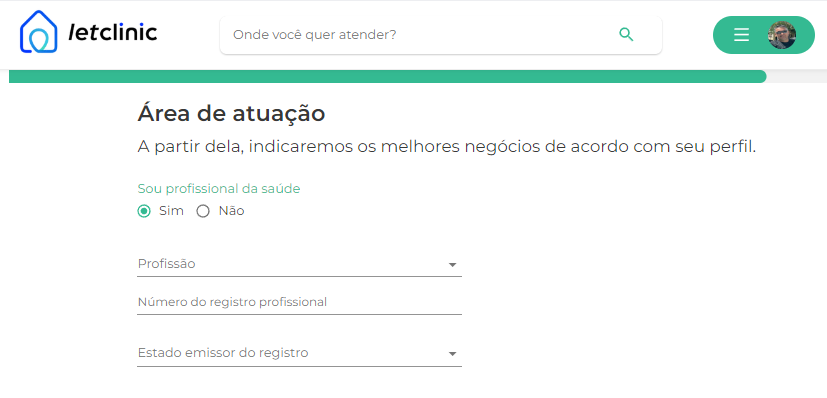 letclinic
Onde você quer atender?
Área de atuação
A partir dela, indicaremos os melhores negócios de acordo com seu perfil.
Sou profissional da saúde
Sim Não
Profissão
Número do registro profissional
Estado emissor do registro